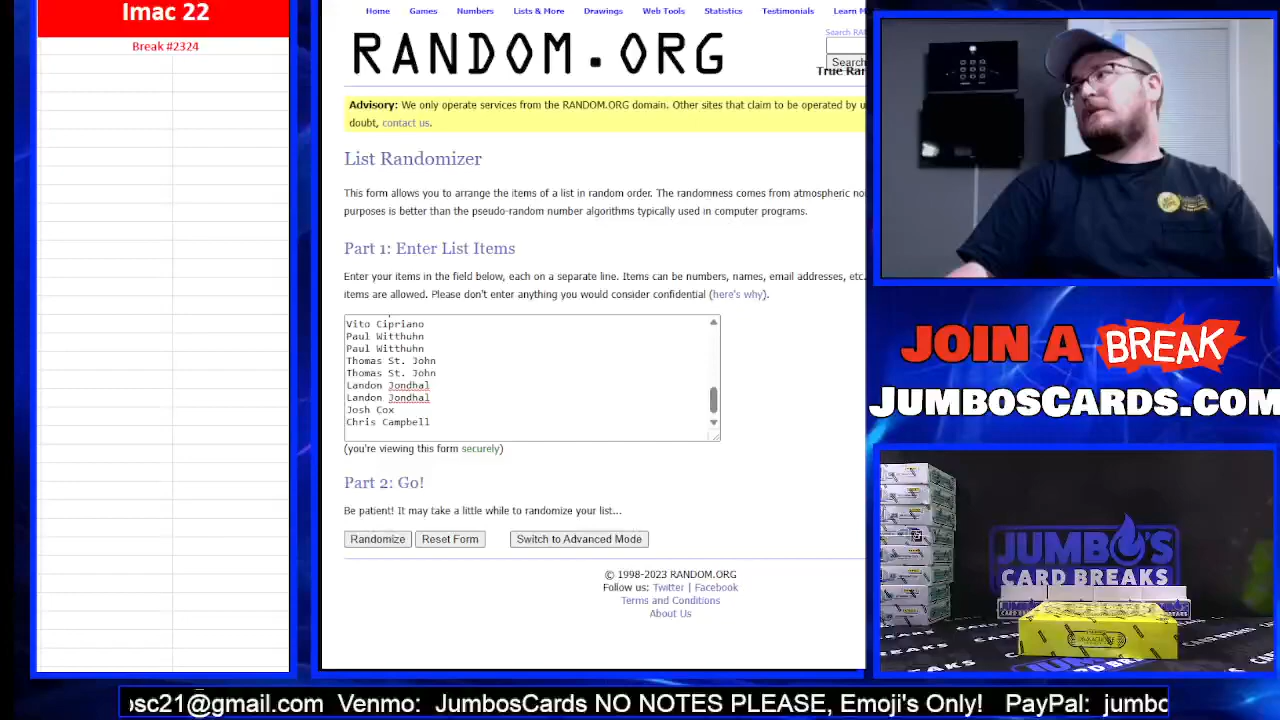 Imac 22
Break #2324
Home Games Numbers Lists & More Drawings Web Tools Statistics Testimonials Learn M
RANDOM.ORG
Search RA
Search
True Ran
Advisory: We only operate services from the RANDOM.ORG domain. Other sites that claim to be operated by u
doubt, contact us.
List Randomizer
This form allows you to arrange the items of a list in random order. The randomness comes from atmospheric no
purposes is better than the pseudo-random number algorithms typically used in computer programs.
Part 1: Enter List Items
Enter your items in the field below, each on a separate line. Items can be numbers, names, email addresses, etc.
items are allowed. Please don't enter anything you would consider confidential (here's why).
Vito Cipriano
Paul Witthuhn
Paul Witthuhn
Thomas St. John
Thomas St. John
Landon Jondhal
Landon Jondhal
Josh Cox
Chris Campbell
(you're viewing this form securely)
Part 2: Go!
Be patient! It may take a little while to randomize your list...
Randomize Reset Form Switch to Advanced Mode
© 1998-2023 RANDOM.ORG
Follow us: Twitter | Facebook
Terms and Conditions
About Us
JOIN A BREAK
JUMBOSCARDS.COM
JUMBO'S
CARD BREAKS
osc21@gmail.com Venmo: JumbosCards NO NOTES PLEASE, Emoji's Only! PayPal: jumbo